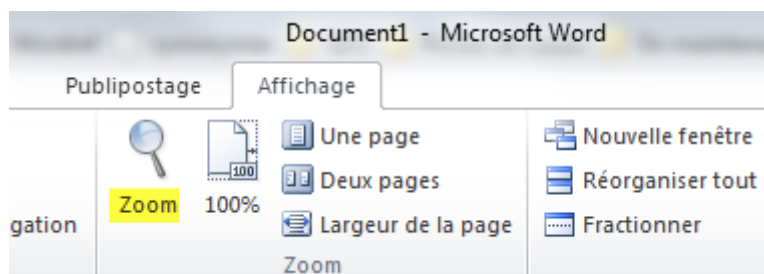 Document1 - Microsoft Word
Publipostage Affichage
Une page Nouvelle fenêtre
100
Deux pages Réorganiser tout
Zoom 100%
gation Largeur de la page Fractionner
Zoom